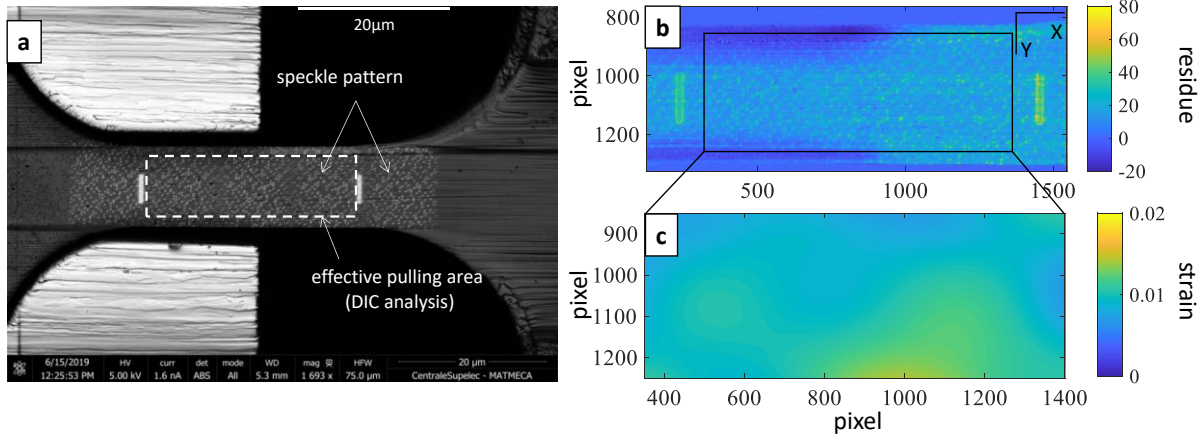 a
20µm
speckle pattern
effective pulling area
(DIC analysis)
6/15/2019 HV curr det mode WD mag HFW 20 µm
12:25:53 PM 5.00 kV 1.6 nA ABS All 5.3 mm 1 693 x 75.0 µm CentraleSupelec - MATMECA
b
X
Y
pixel
800
1000
1200
500
1000
1500
80
60
40
20
0
-20
residue
c
pixel
900
1000
1100
1200
400
600
800
1000
1200
1400
pixel
0.02
0.01
0
strain